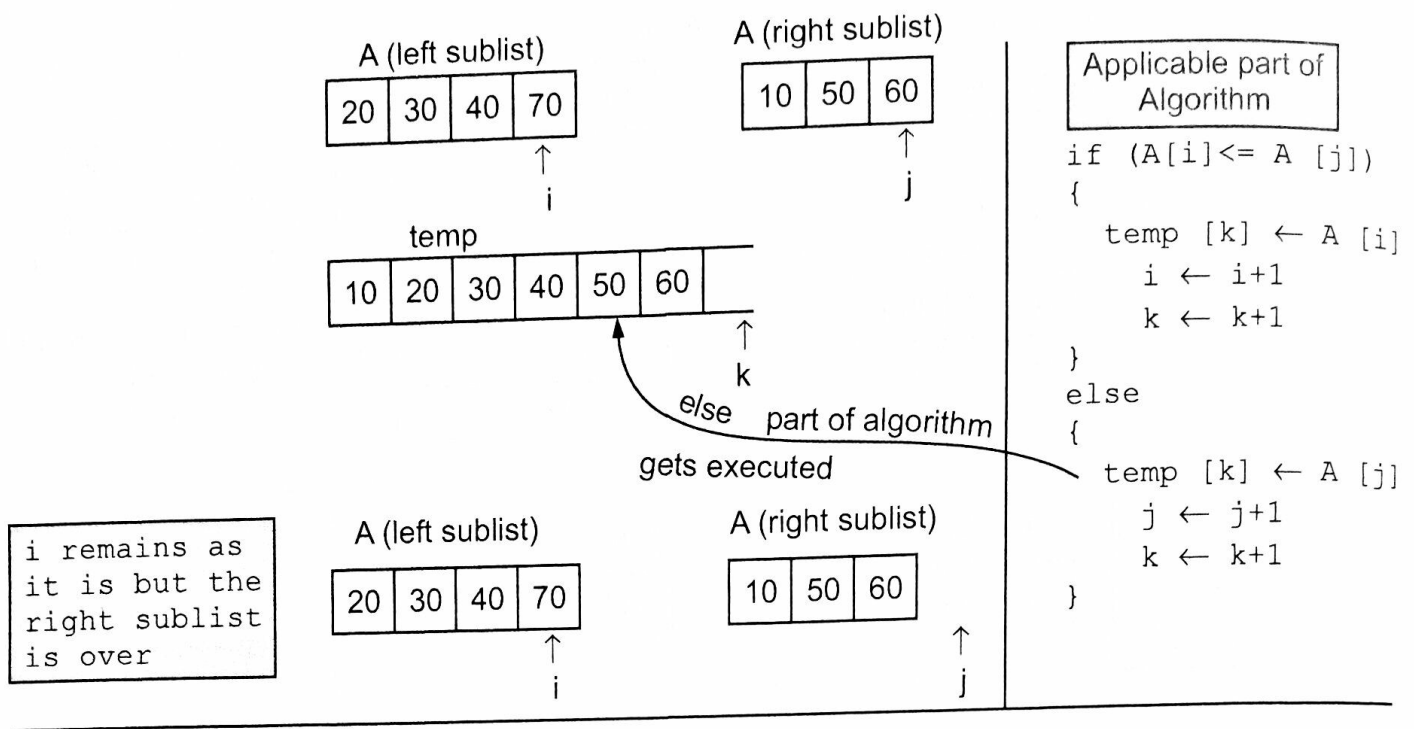 A (left sublist)
20 30 40 70
i
A (right sublist)
10 50 60
j
temp
10 20 30 40 50 60
k
else part of algorithm
gets executed
i remains as
it is but the
right sublist
is over
A (left sublist)
20 30 40 70
i
A (right sublist)
10 50 60
j
Applicable part of
Algorithm
if (A[i]<= A [j])
{
temp [k] ← A [i]
i ← i+1
k ← k+1
}
else
{
temp [k] ← A [j]
j ← j+1
k ← k+1
}